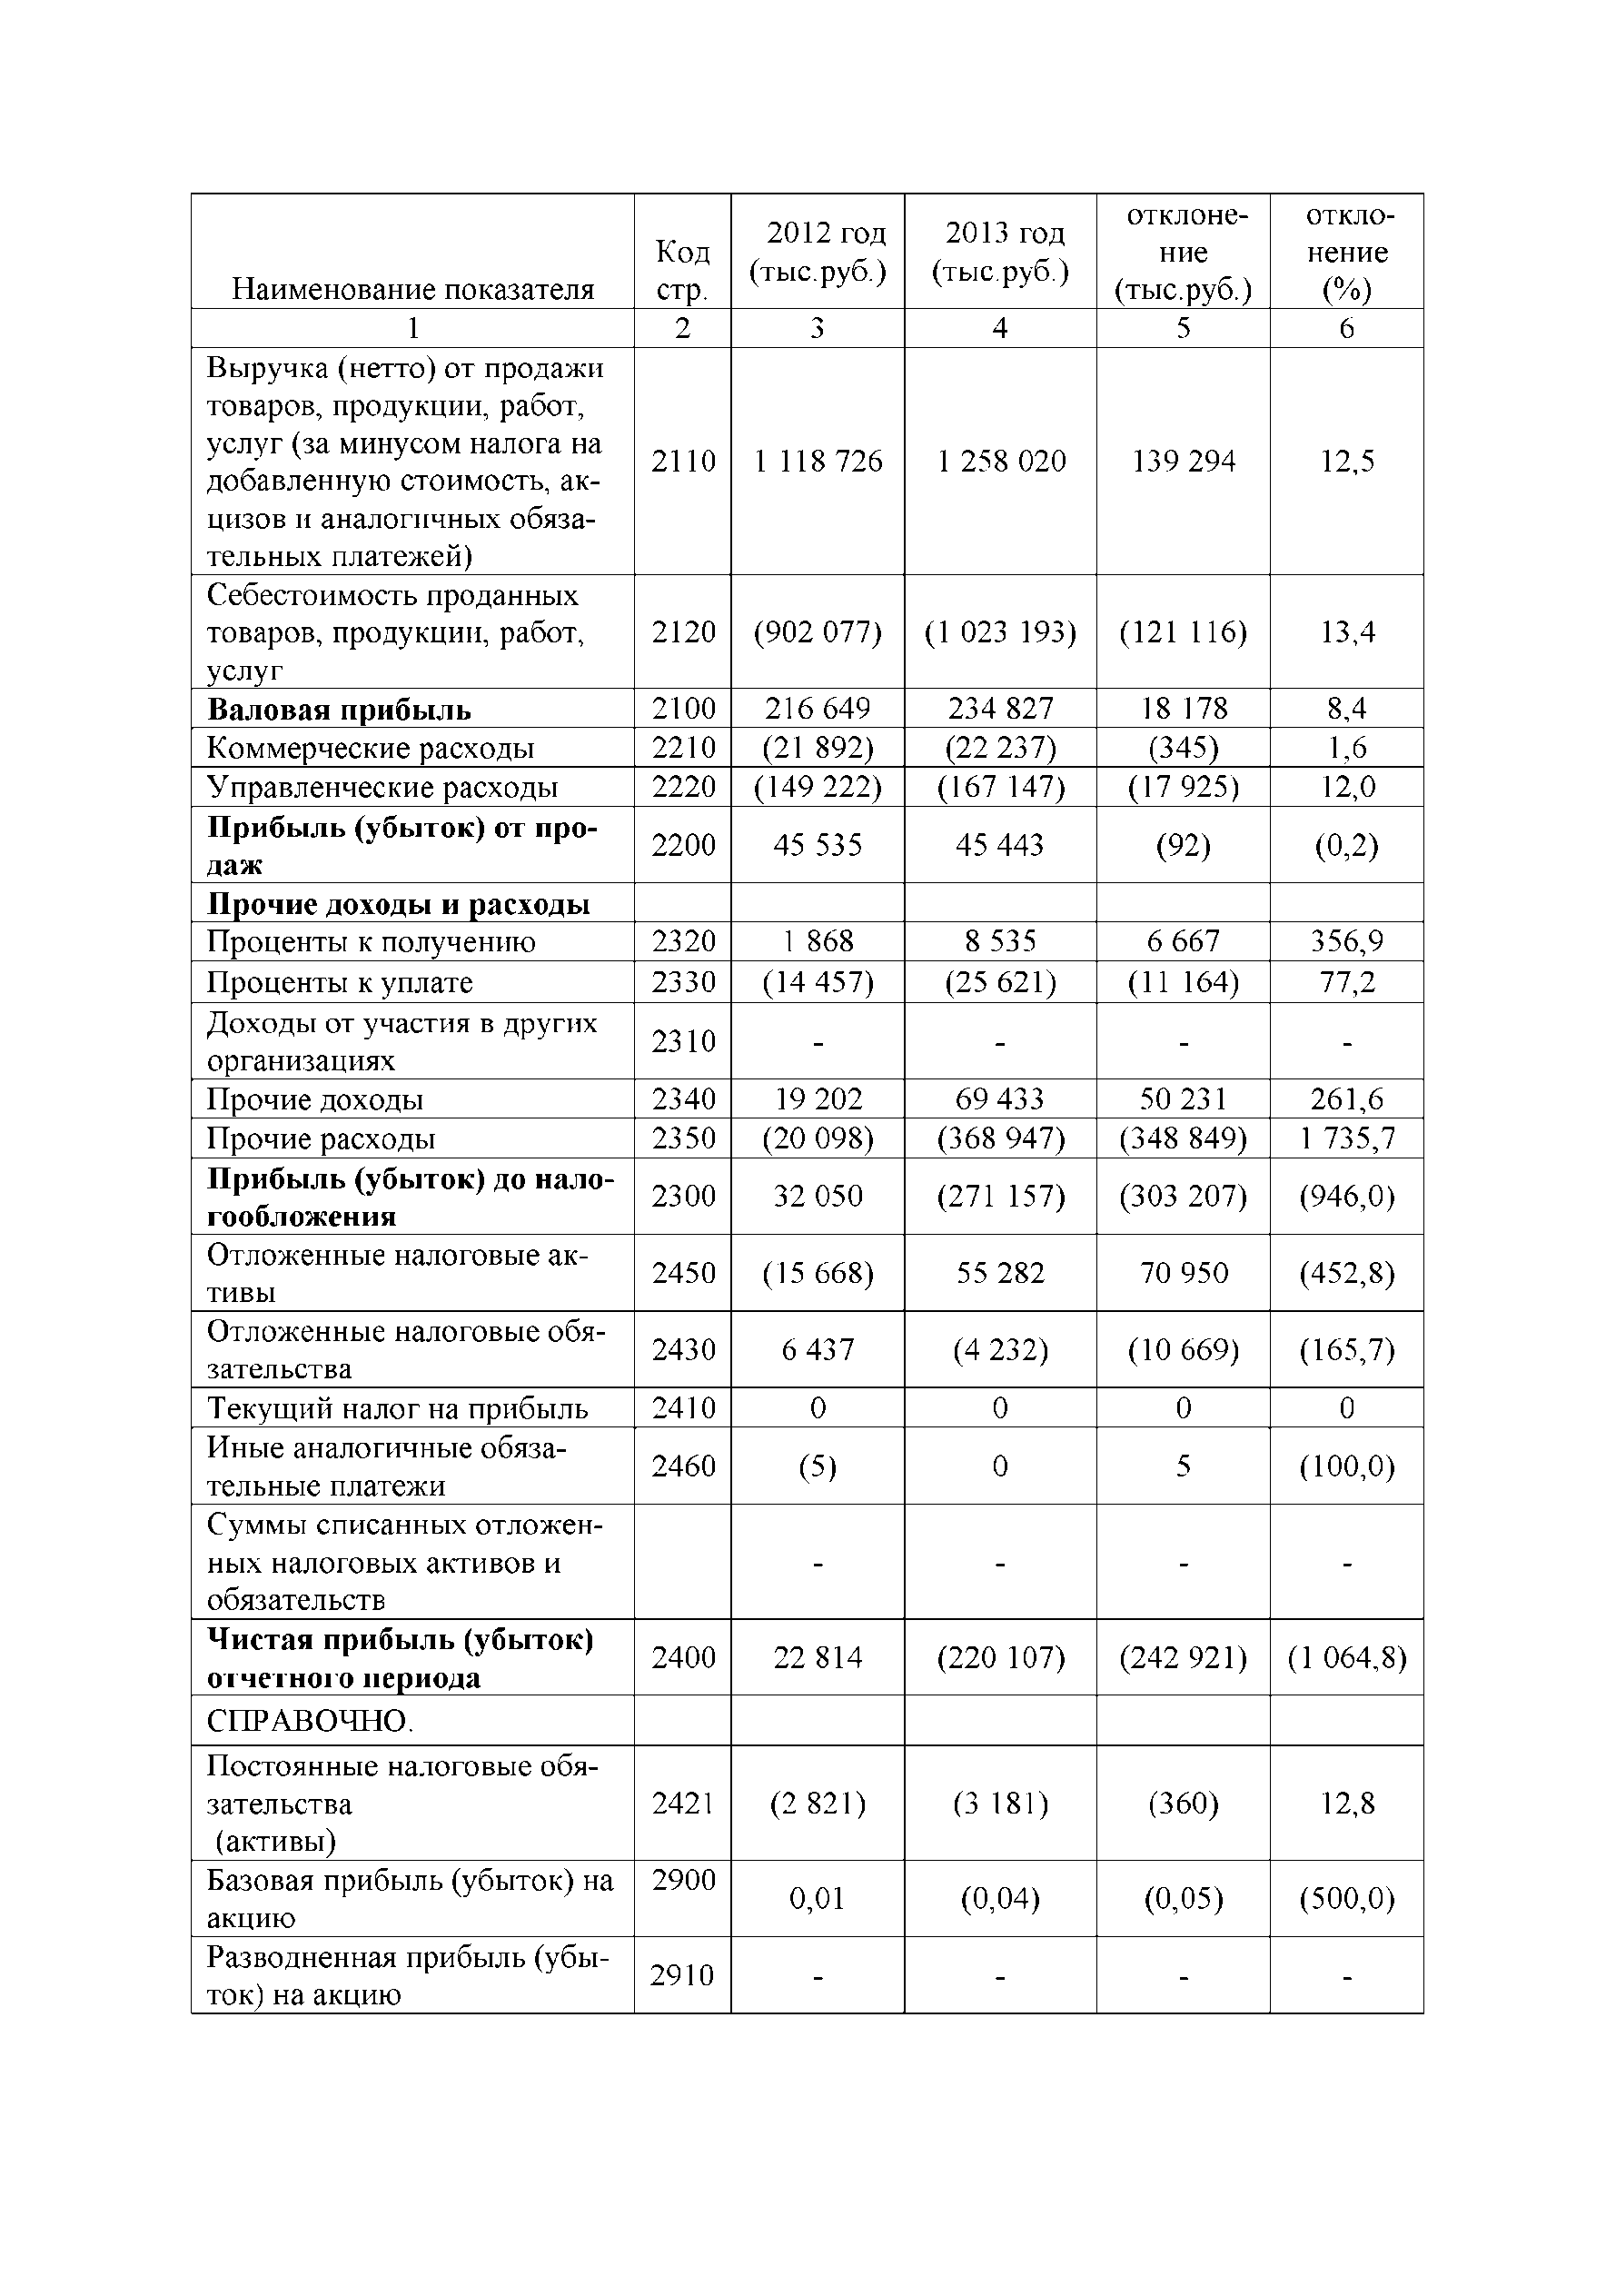 Наименование показателя
Код
стр.
2012 год
(тыс.руб.)
2013 год
(тыс.руб.)
отклоне-
ние
(тыс.руб.)
откло-
нение
(%)
1 2 3 4 5 6
Выручка (нетто) от продажи
товаров, продукции, работ,
услуг (за минусом налога на
добавленную стоимость, ак-
цизов и аналогичных обяза-
тельных платежей)
2110 1 118 726 1 258 020 139 294 12,5
Себестоимость проданных
товаров, продукции, работ,
услуг
2120 (902 077) (1 023 193) (121 116) 13,4
Валовая прибыль 2100 216 649 234 827 18 178 8,4
Коммерческие расходы 2210 (21 892) (22 237) (345) 1,6
Управленческие расходы 2220 (149 222) (167 147) (17 925) 12,0
Прибыль (убыток) от про-
даж
2200 45 535 45 443 (92) (0,2)
Прочие доходы и расходы
Проценты к получению 2320 1 868 8 535 6 667 356,9
Проценты к уплате 2330 (14 457) (25 621) (11 164) 77,2
Доходы от участия в других
организациях
2310 - - - -
Прочие доходы 2340 19 202 69 433 50 231 261,6
Прочие расходы 2350 (20 098) (368 947) (348 849) 1 735,7
Прибыль (убыток) до нало-
гообложения
2300 32 050 (271 157) (303 207) (946,0)
Отложенные налоговые ак-
тивы
2450 (15 668) 55 282 70 950 (452,8)
Отложенные налоговые обя-
зательства
2430 6 437 (4 232) (10 669) (165,7)
Текущий налог на прибыль 2410 0 0 0 0
Иные аналогичные обяза-
тельные платежи
2460 (5) 0 5 (100,0)
Суммы списанных отложен-
ных налоговых активов и
обязательств
- - - -
Чистая прибыль (убыток)
отчетного периода
2400 22 814 (220 107) (242 921) (1 064,8)
СПРАВОЧНО.
Постоянные налоговые обя-
зательства
(активы)
2421 (2 821) (3 181) (360) 12,8
Базовая прибыль (убыток) на
акцию
2900 0,01 (0,04) (0,05) (500,0)
Разводненная прибыль (убы-
ток) на акцию
2910 - - - -